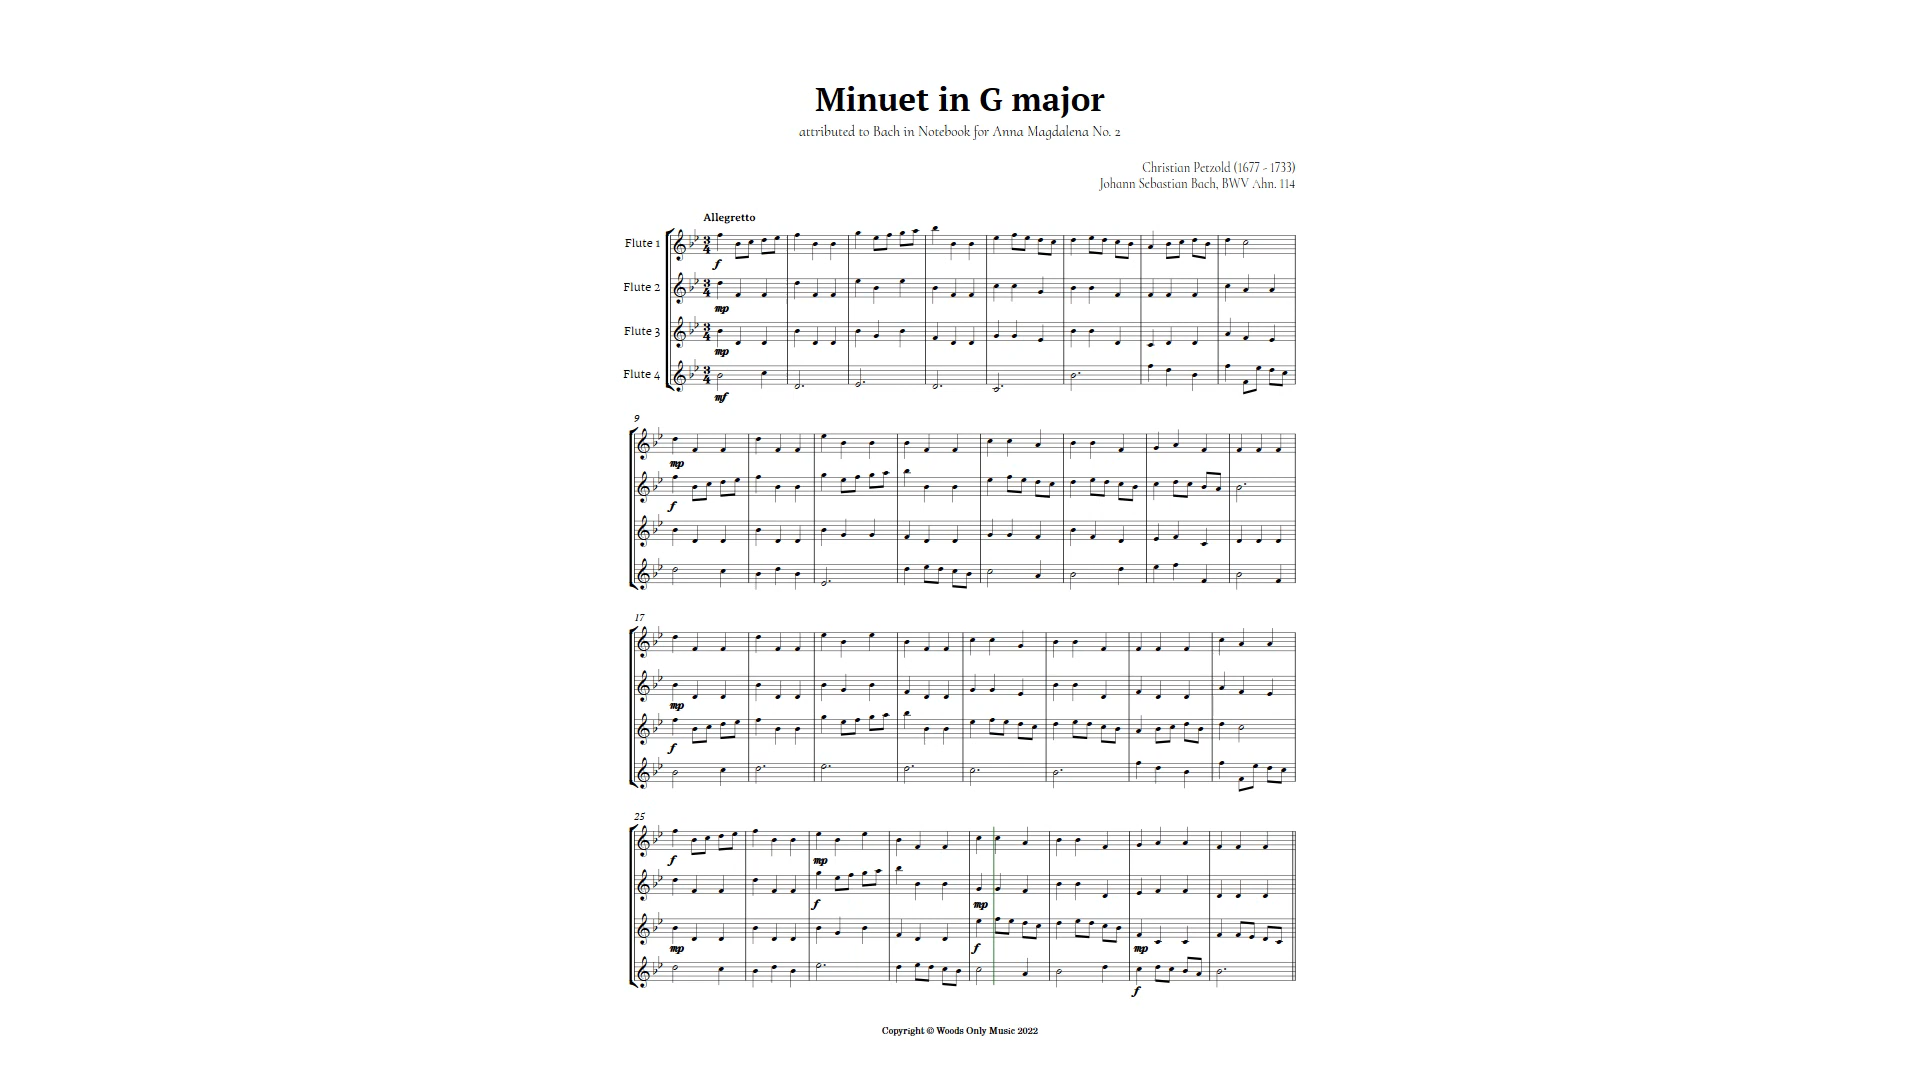 Minuet in G major
attributed to Bach in Notebook for Anna Magdalena No. 2
Christian Petzold (1677 - 1733)
Johann Sebastian Bach, BWV Ahn. 114
Allegretto
Flute 1
f
Flute 2
mp
Flute 3
mp
Flute 4
mf
9
mp
f
17
mp
f
25
f
mp
f
mp
mp
f
mp
f
Copyright © Woods Only Music 2022